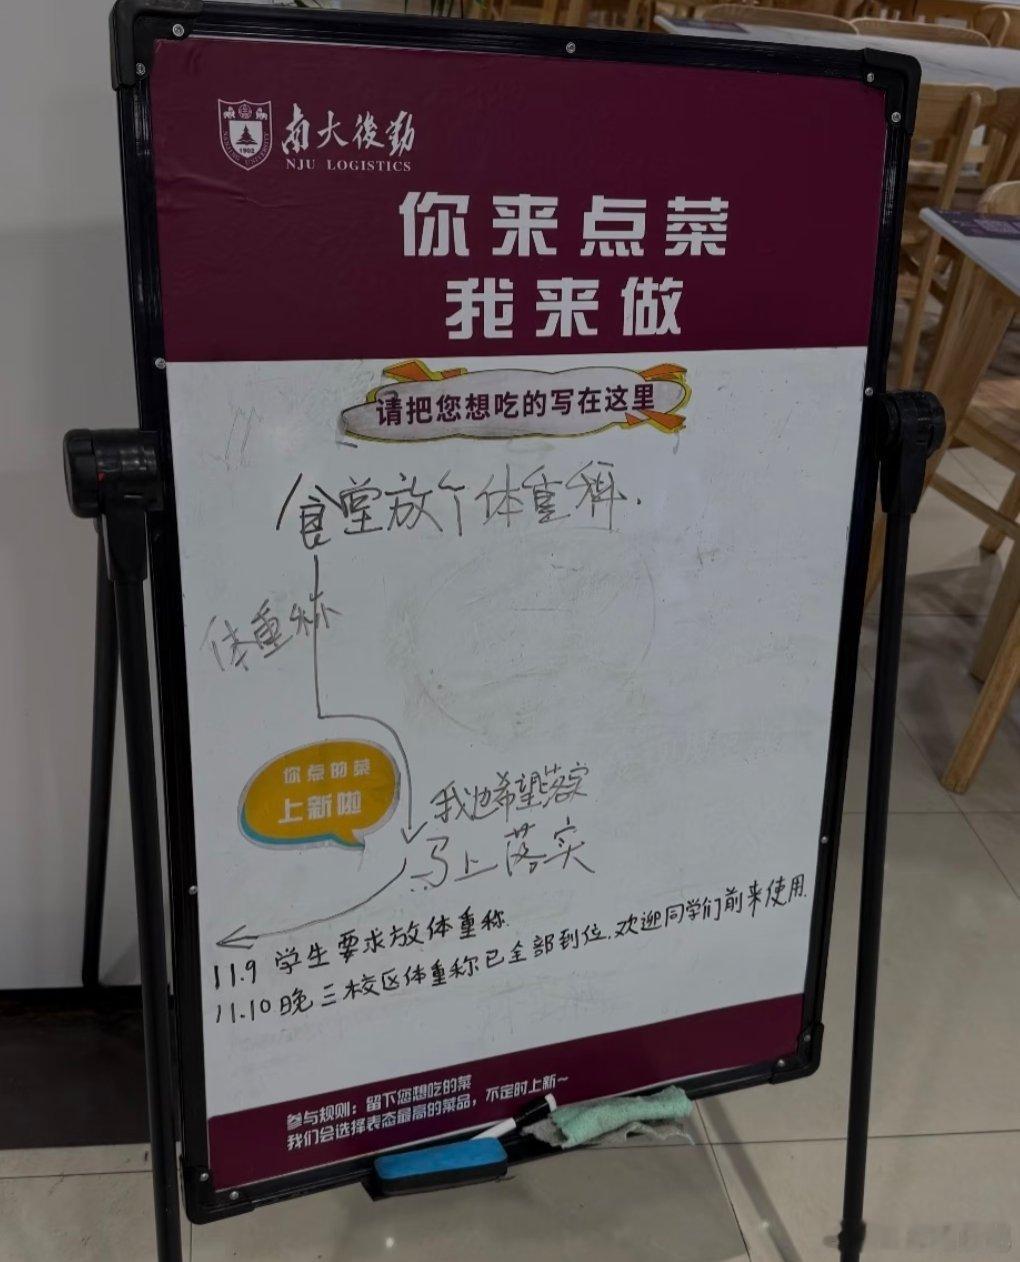 南大後勤
NJU LOGISTICS
你来点菜
我来做
请把您想吃的写在这里
食堂放个体重秤.
体重秤
你点的菜
上新啦
我也希望落实
马上落实
11.9 学生要求放体重称.
11.10晚三校区体重称已全部到位.欢迎同学们前来使用.
参与规则：留下您想吃的菜，不定时上新~
我们会选择表态最高的菜品，